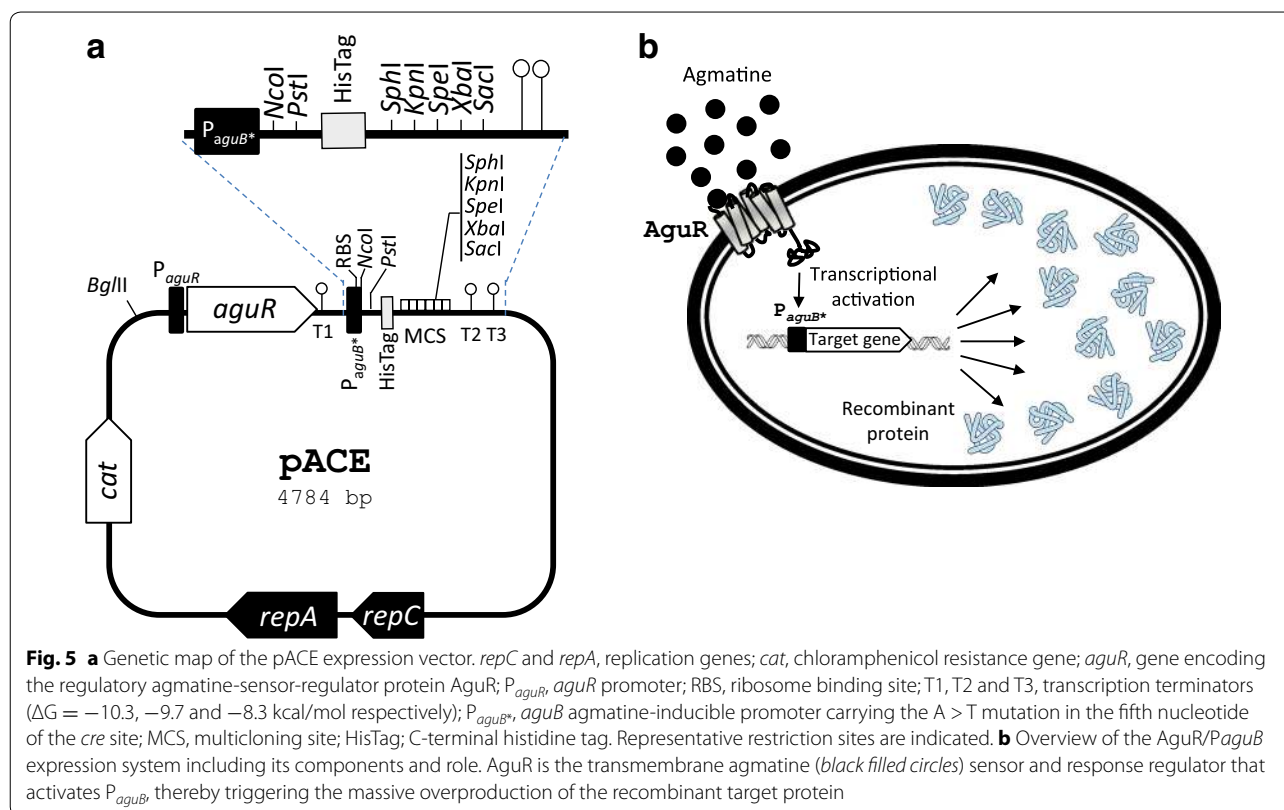 a
P_aguB*
NcoI
PstI
HisTag
SphI
KpnI
SpeI
XbaI
SacI
SphI
KpnI
SpeI
XbaI
SacI
BglII
P_aguR
aguR
T1
RBS
NcoI
PstI
P_aguB*
HisTag
MCS
T2 T3
cat
pACE
4784 bp
repA
repC
b
Agmatine
AguR
Transcriptional
activation
P_aguB*
Target gene
Recombinant
protein
Fig. 5 a Genetic map of the pACE expression vector. repC and repA, replication genes; cat, chloramphenicol resistance gene; aguR, gene encoding
the regulatory agmatine-sensor-regulator protein AguR; P_aguR, aguR promoter; RBS, ribosome binding site; T1, T2 and T3, transcription terminators
(ΔG = −10.3, −9.7 and −8.3 kcal/mol respectively); P_aguB*, aguB agmatine-inducible promoter carrying the A > T mutation in the fifth nucleotide
of the cre site; MCS, multicloning site; HisTag; C-terminal histidine tag. Representative restriction sites are indicated. b Overview of the AguR/PaguB
expression system including its components and role. AguR is the transmembrane agmatine (black filled circles) sensor and response regulator that
activates P_aguB, thereby triggering the massive overproduction of the recombinant target protein